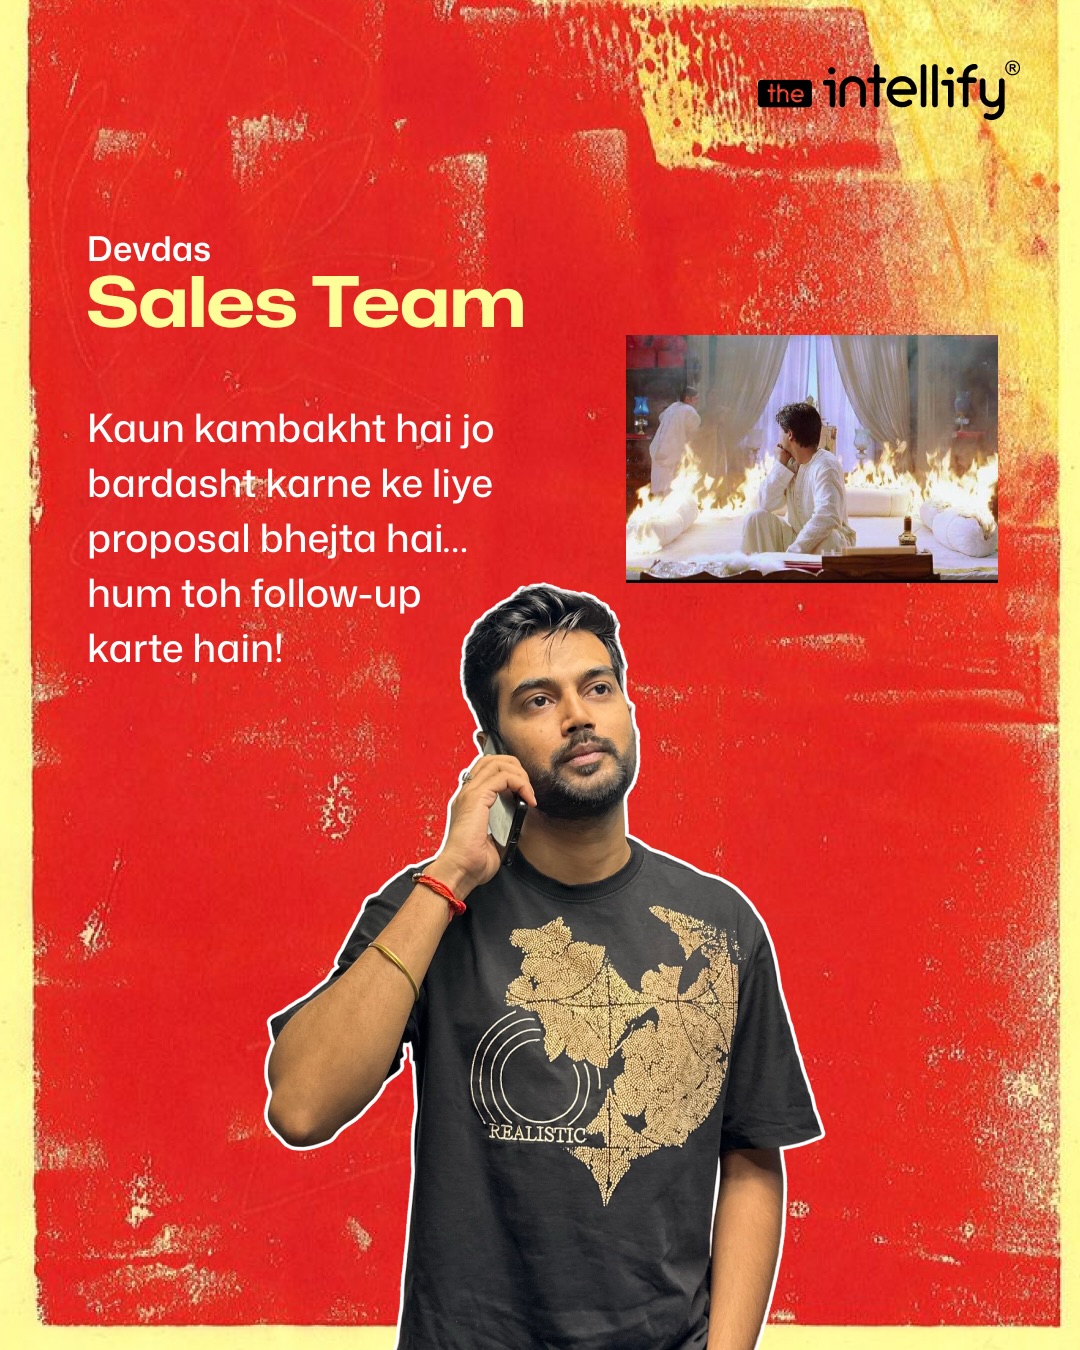 the intellify®
Devdas
Sales Team
Kaun kambakht hai jo
bardasht karne ke liye
proposal bhejta hai...
hum toh follow-up
karte hain!
REALISTIC